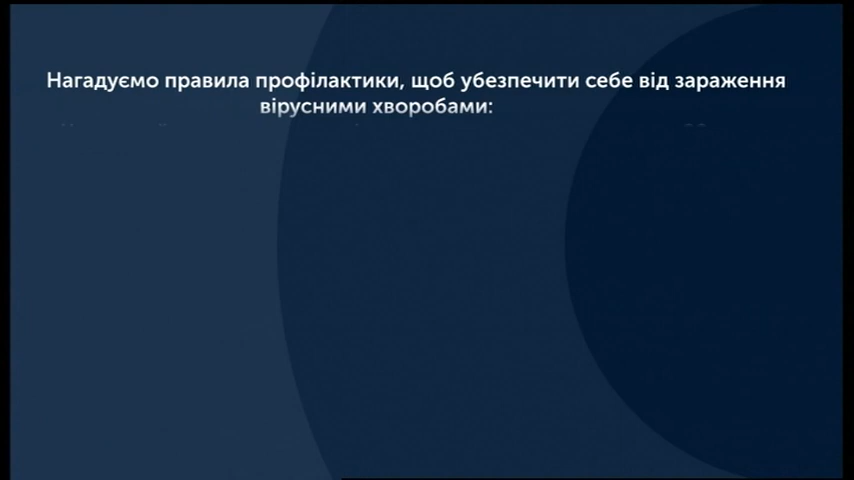 Нагадуємо правила профілактики, щоб убезпечити себе від зараження
вірусними хворобами: